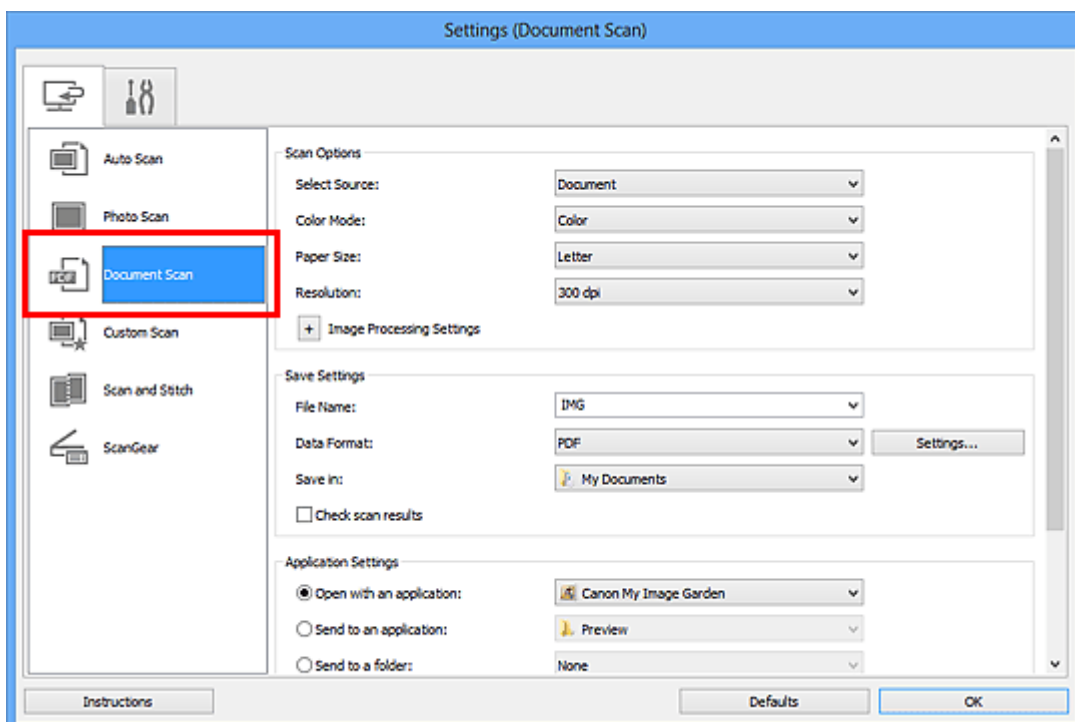 Settings (Document Scan)
Auto Scan
Photo Scan
PDF
Document Scan
Custom Scan
Scan and Stitch
ScanGear
Scan Options
Select Source: Document
Color Mode: Color
Paper Size: Letter
Resolution: 300 dpi
+ Image Processing Settings
Save Settings
File Name: IMG
Data Format: PDF Settings...
Save in: My Documents
Check scan results
Application Settings
Open with an application: Canon My Image Garden
Send to an application: Preview
Send to a folder: None
Instructions Defaults OK